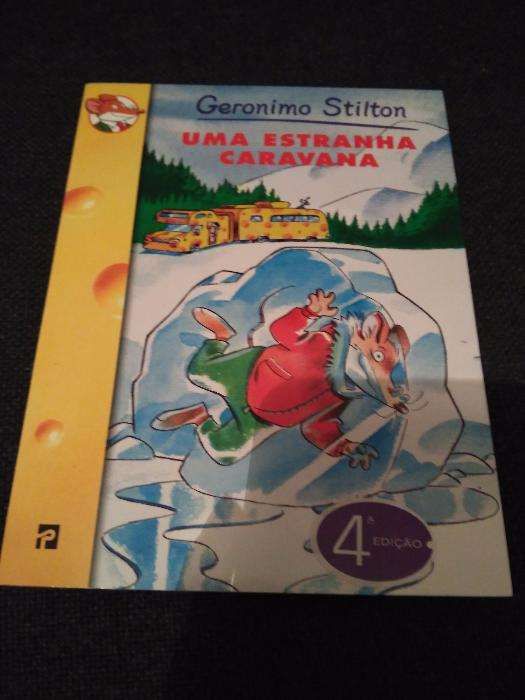 Geronimo Stilton
UMA ESTRANHA
CARAVANA
4ª EDIÇÃO